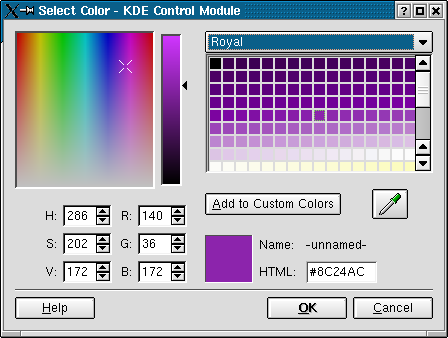 Select Color - KDE Control Module
Royal
Add to Custom Colors
H: 286 R: 140
S: 202 G: 36
V: 172 B: 172
Name: -unnamed-
HTML: #8C24AC
Help OK Cancel